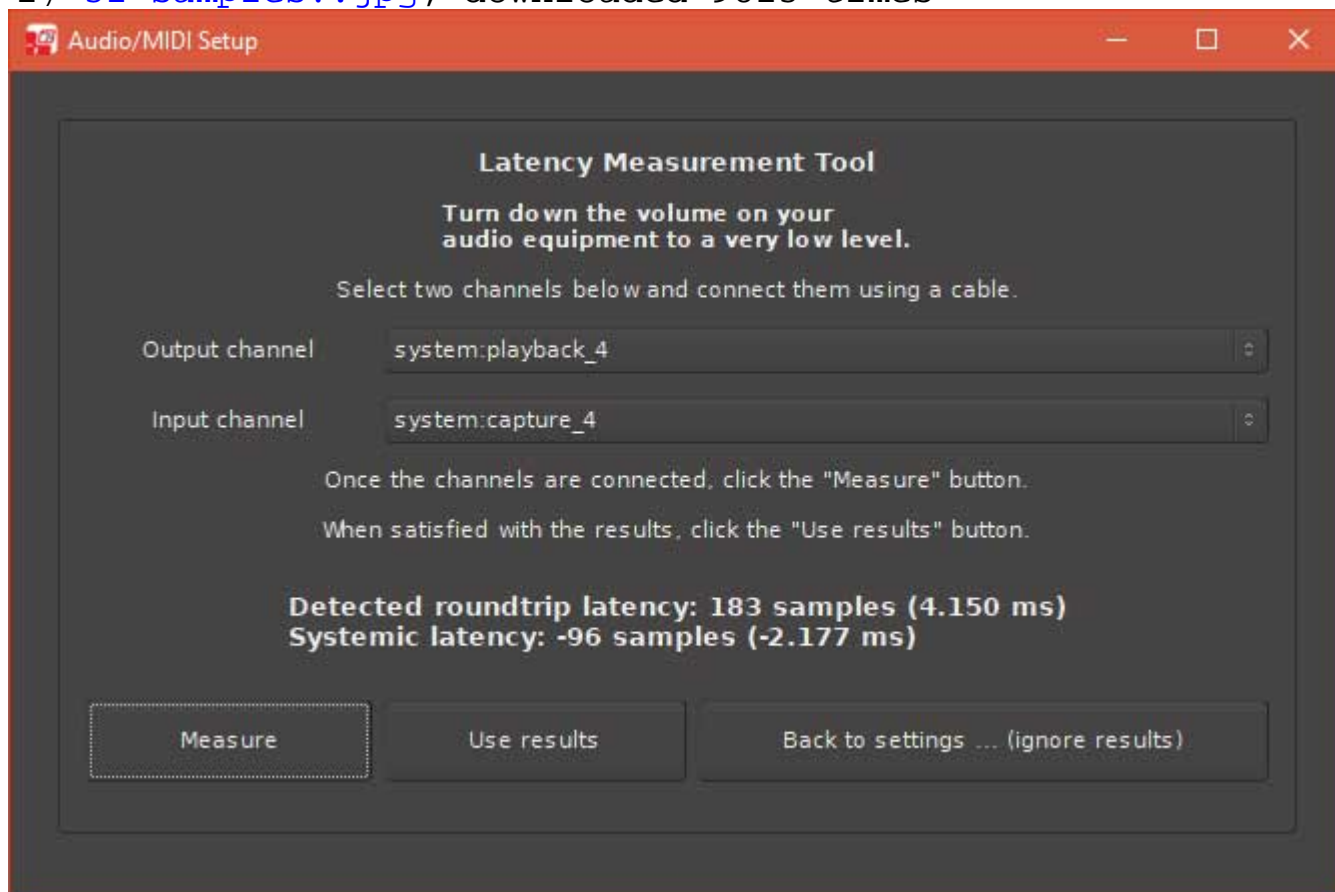 Audio/MIDI Setup
Latency Measurement Tool
Turn down the volume on your
audio equipment to a very low level.
Select two channels below and connect them using a cable.
Output channel system:playback_4
Input channel system:capture_4
Once the channels are connected, click the "Measure" button.
When satisfied with the results, click the "Use results" button.
Detected roundtrip latency: 183 samples (4.150 ms)
Systemic latency: -96 samples (-2.177 ms)
Measure Use results Back to settings ... (ignore results)